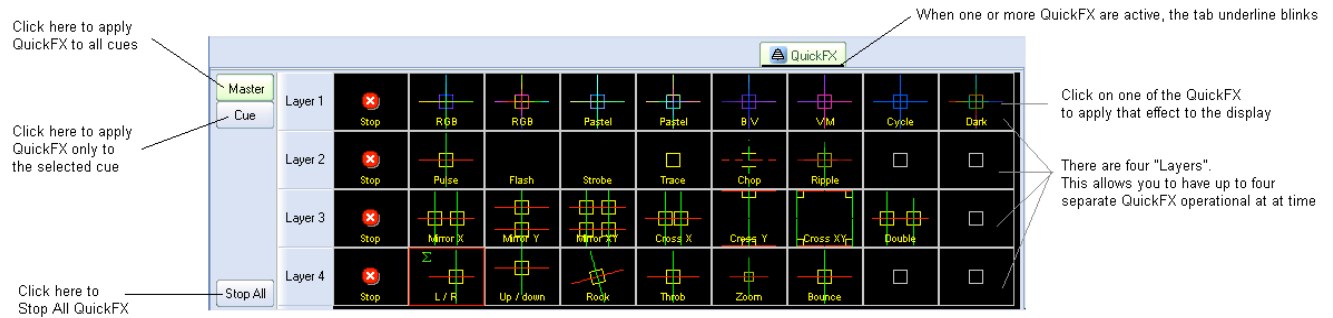 When one or more QuickFX are active, the tab underline blinks
Click here to apply
QuickFX to all cues
QuickFX
Master
Cue
Click here to apply
QuickFX only to
the selected cue
Layer 1
Stop
RGB
RGB
Pastel
Pastel
B V
V M
Cycle
Dark
Click on one of the QuickFX
to apply that effect to the display
Layer 2
Stop
Pulse
Flash
Strobe
Trace
Chop
Ripple
There are four "Layers".
This allows you to have up to four
separate QuickFX operational at at time
Layer 3
Stop
Mirror X
Mirror Y
Mirror XY
Cross X
Cross Y
Cross XY
Double
Layer 4
Stop
Σ
L / R
Up / down
Rock
Throb
Zoom
Bounce
Stop All
Click here to
Stop All QuickFX